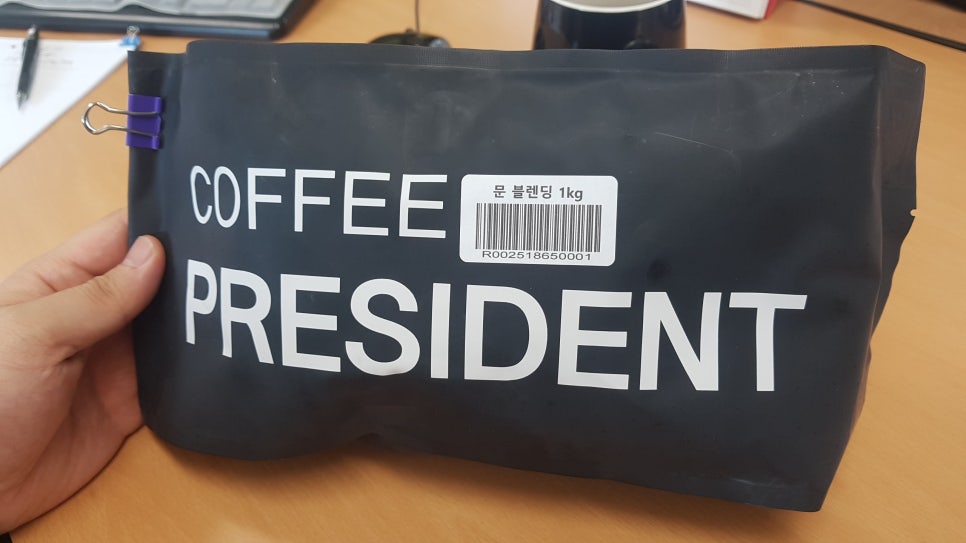 COFFEE
문 블렌딩 1kg
R002518650001
PRESIDENT